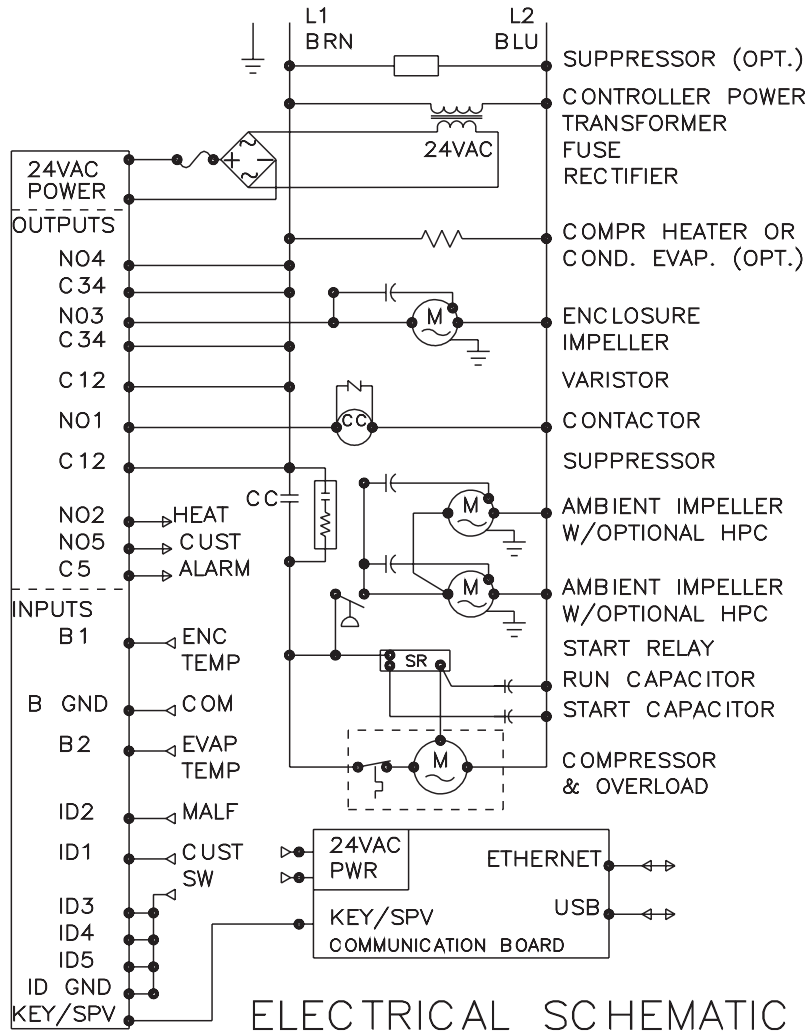 L1
BRN
L2
BLU
SUPPRESSOR (OPT.)
CONTROLLER POWER
TRANSFORMER
FUSE
RECTIFIER
24VAC
24VAC
POWER
OUTPUTS
COMPR HEATER OR
COND. EVAP. (OPT.)
NO4
C34
NO3
C34
M
ENCLOSURE
IMPELLER
C12
VARISTOR
NO1
CC
CONTACTOR
C12
SUPPRESSOR
CC
M
AMBIENT IMPELLER
W/OPTIONAL HPC
NO2
HEAT
NO5
CUST
C5
ALARM
M
AMBIENT IMPELLER
W/OPTIONAL HPC
INPUTS
B1
ENC
TEMP
START RELAY
SR
RUN CAPACITOR
B GND
COM
START CAPACITOR
B2
EVAP
TEMP
M
COMPRESSOR
& OVERLOAD
ID2
MALF
ID1
CUST
SW
24VAC
PWR
ETHERNET
ID3
USB
KEY/SPV
ID4
COMMUNICATION BOARD
ID5
ID GND
KEY/SPV
ELECTRICAL SCHEMATIC